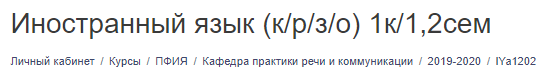 Иностранный язык (к/р/з/о) 1к/1,2сем
Личный кабинет / Курсы / ПФИЯ / Кафедра практики речи и коммуникации / 2019-2020 / IYa1202